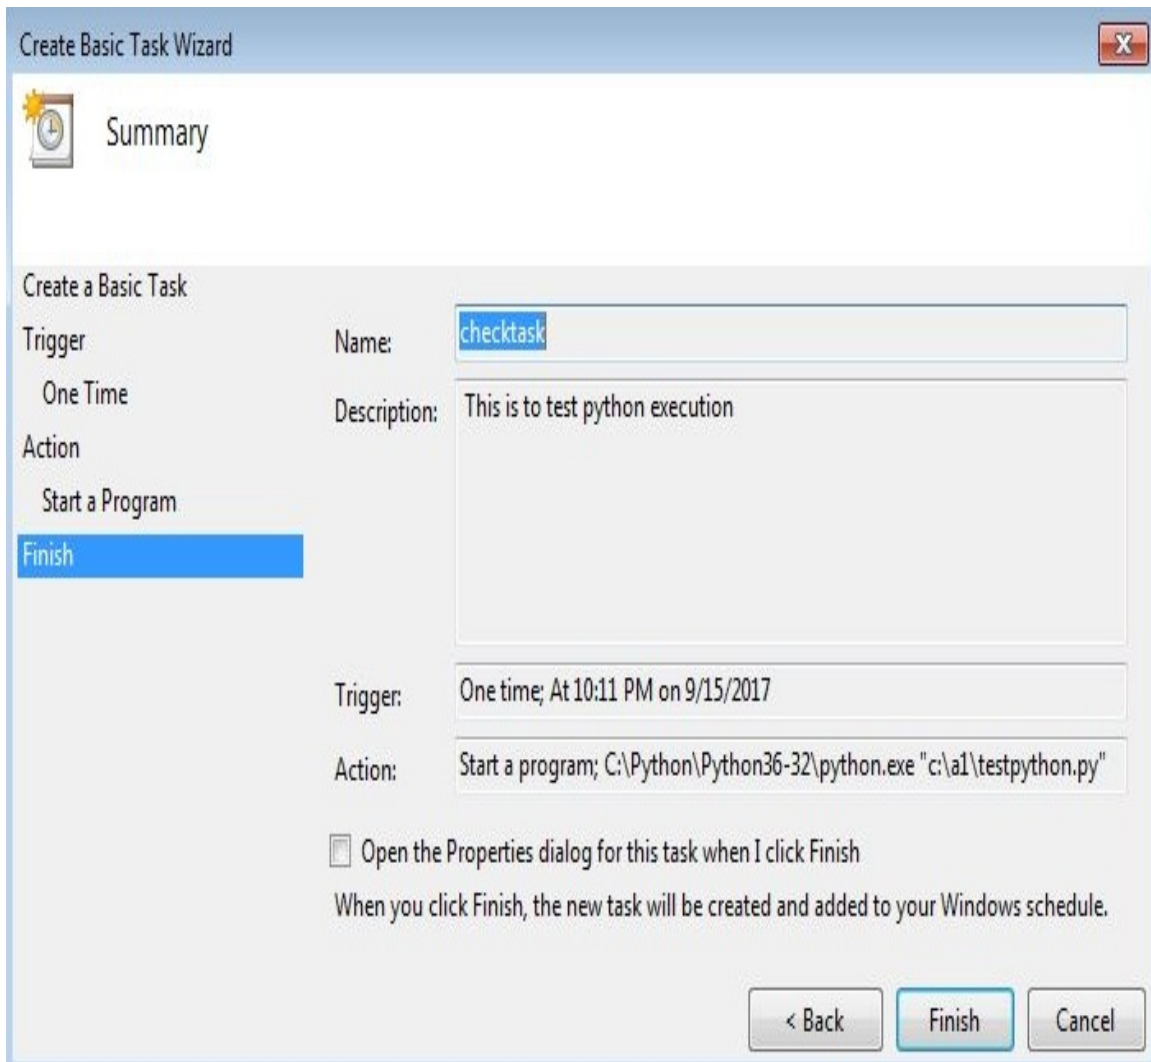 Create Basic Task Wizard
Summary
Create a Basic Task
Trigger
One Time
Action
Start a Program
Finish
Name: checktask
Description: This is to test python execution
Trigger: One time; At 10:11 PM on 9/15/2017
Action: Start a program; C:\Python\Python36-32\python.exe "c:\a1\testpython.py"
Open the Properties dialog for this task when I click Finish
When you click Finish, the new task will be created and added to your Windows schedule.
< Back Finish Cancel